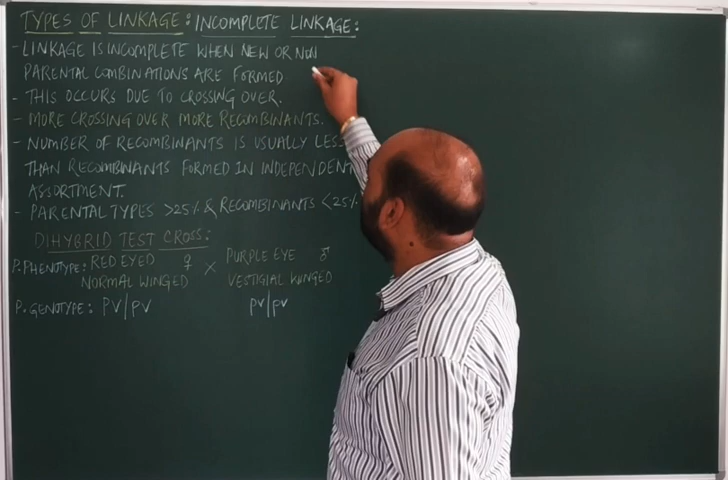 TYPES OF LINKAGE: INCOMPLETE LINKAGE:
- LINKAGE IS INCOMPLETE WHEN NEW OR NON
PARENTAL COMBINATIONS ARE FORMED.
- THIS OCCURS DUE TO CROSSING OVER.
- MORE CROSSING OVER MORE RECOMBINANTS.
- NUMBER OF RECOMBINANTS IS USUALLY LESS
THAN RECOMBINANTS FORMED IN INDEPENDENT
ASSORTMENT.
- PARENTAL TYPES >25% & RECOMBINANTS <25%
DIHYBRID TEST CROSS:
P. PHENOTYPE: RED EYED ♀ × PURPLE EYE ♂
NORMAL WINGED VESTIGIAL WINGED
P. GENOTYPE: PV/PV pv/pv